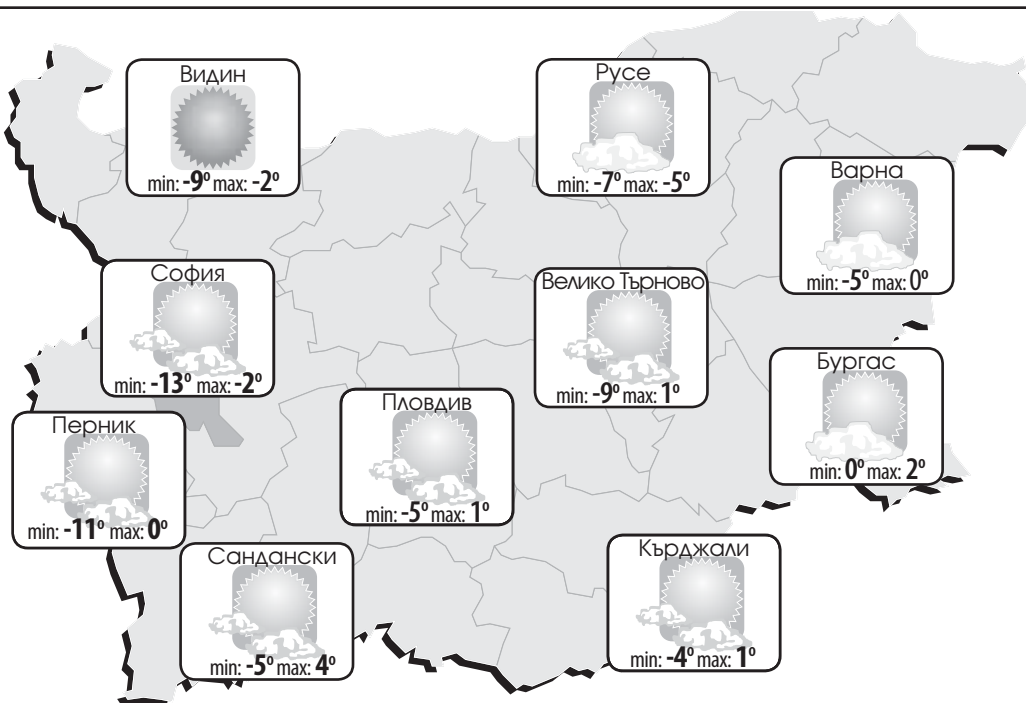 Видин
min: -9° max: -2°
Русе
min: -7° max: -5°
Варна
min: -5° max: 0°
София
min: -13° max: -2°
Велико Търново
min: -9° max: 1°
Бургас
min: 0° max: 2°
Пловдив
min: -5° max: 1°
Перник
min: -11° max: 0°
Сандански
min: -5° max: 4°
Кърджали
min: -4° max: 1°